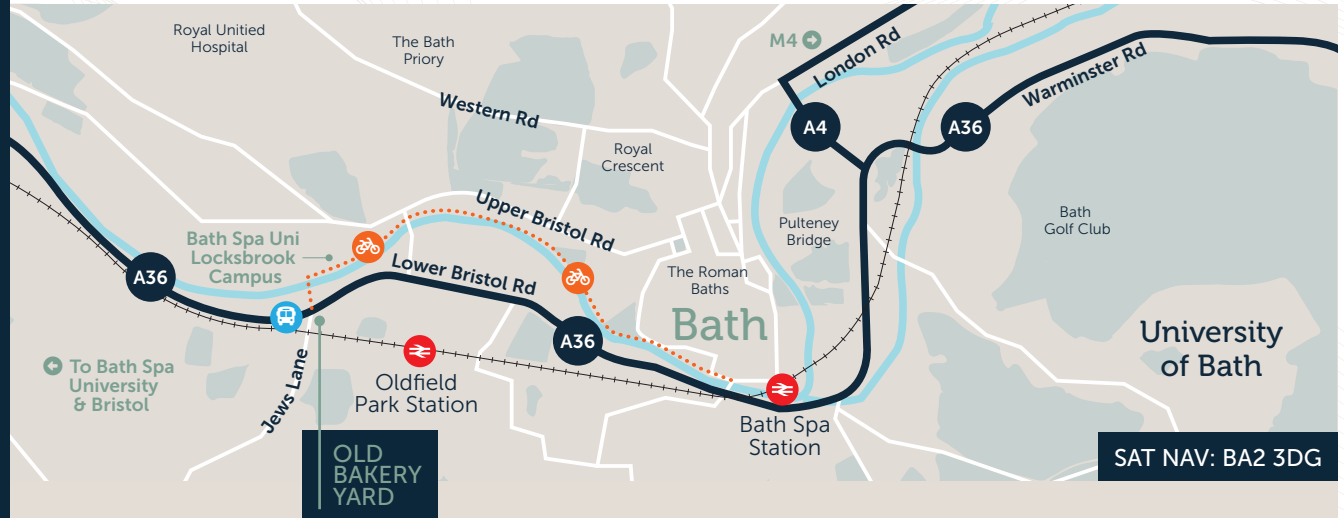 Royal Unitied
Hospital
The Bath
Priory
M4
London Rd
Warminster Rd
Western Rd
A4
A36
Royal
Crescent
Upper Bristol Rd
Pulteney
Bridge
Bath
Golf Club
Bath Spa Uni
Locksbrook
Campus
A36
Lower Bristol Rd
The Roman
Baths
Bath
A36
University
of Bath
To Bath Spa
University
& Bristol
Jews Lane
Oldfield
Park Station
Bath Spa
Station
OLD
BAKERY
YARD
SAT NAV: BA2 3DG